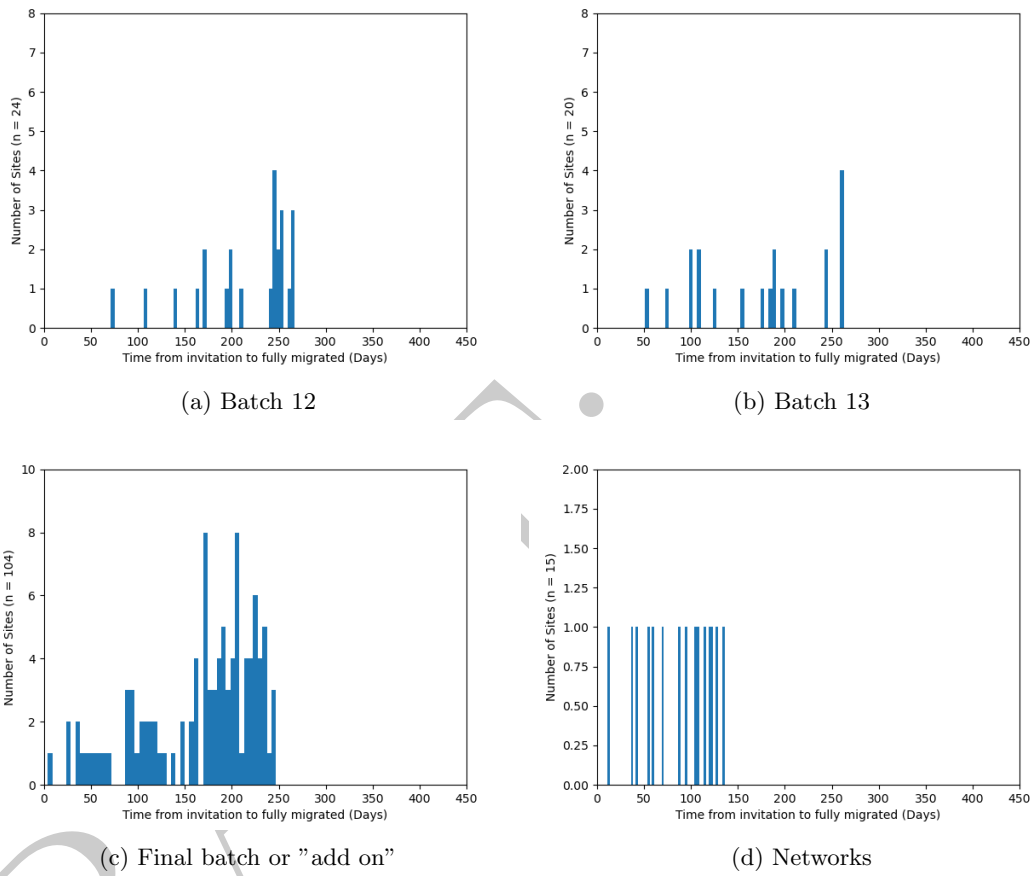 8
7
6
5
4
3
2
1
0
Number of Sites (n = 24)
0 50 100 150 200 250 300 350 400 450
Time from invitation to fully migrated (Days)
(a) Batch 12
8
7
6
5
4
3
2
1
0
Number of Sites (n = 20)
0 50 100 150 200 250 300 350 400 450
Time from invitation to fully migrated (Days)
(b) Batch 13
10
8
6
4
2
0
Number of Sites (n = 104)
0 50 100 150 200 250 300 350 400 450
Time from invitation to fully migrated (Days)
(c) Final batch or ”add on”
2.00
1.75
1.50
1.25
1.00
0.75
0.50
0.25
0.00
Number of Sites (n = 15)
0 50 100 150 200 250 300 350 400 450
Time from invitation to fully migrated (Days)
(d) Networks